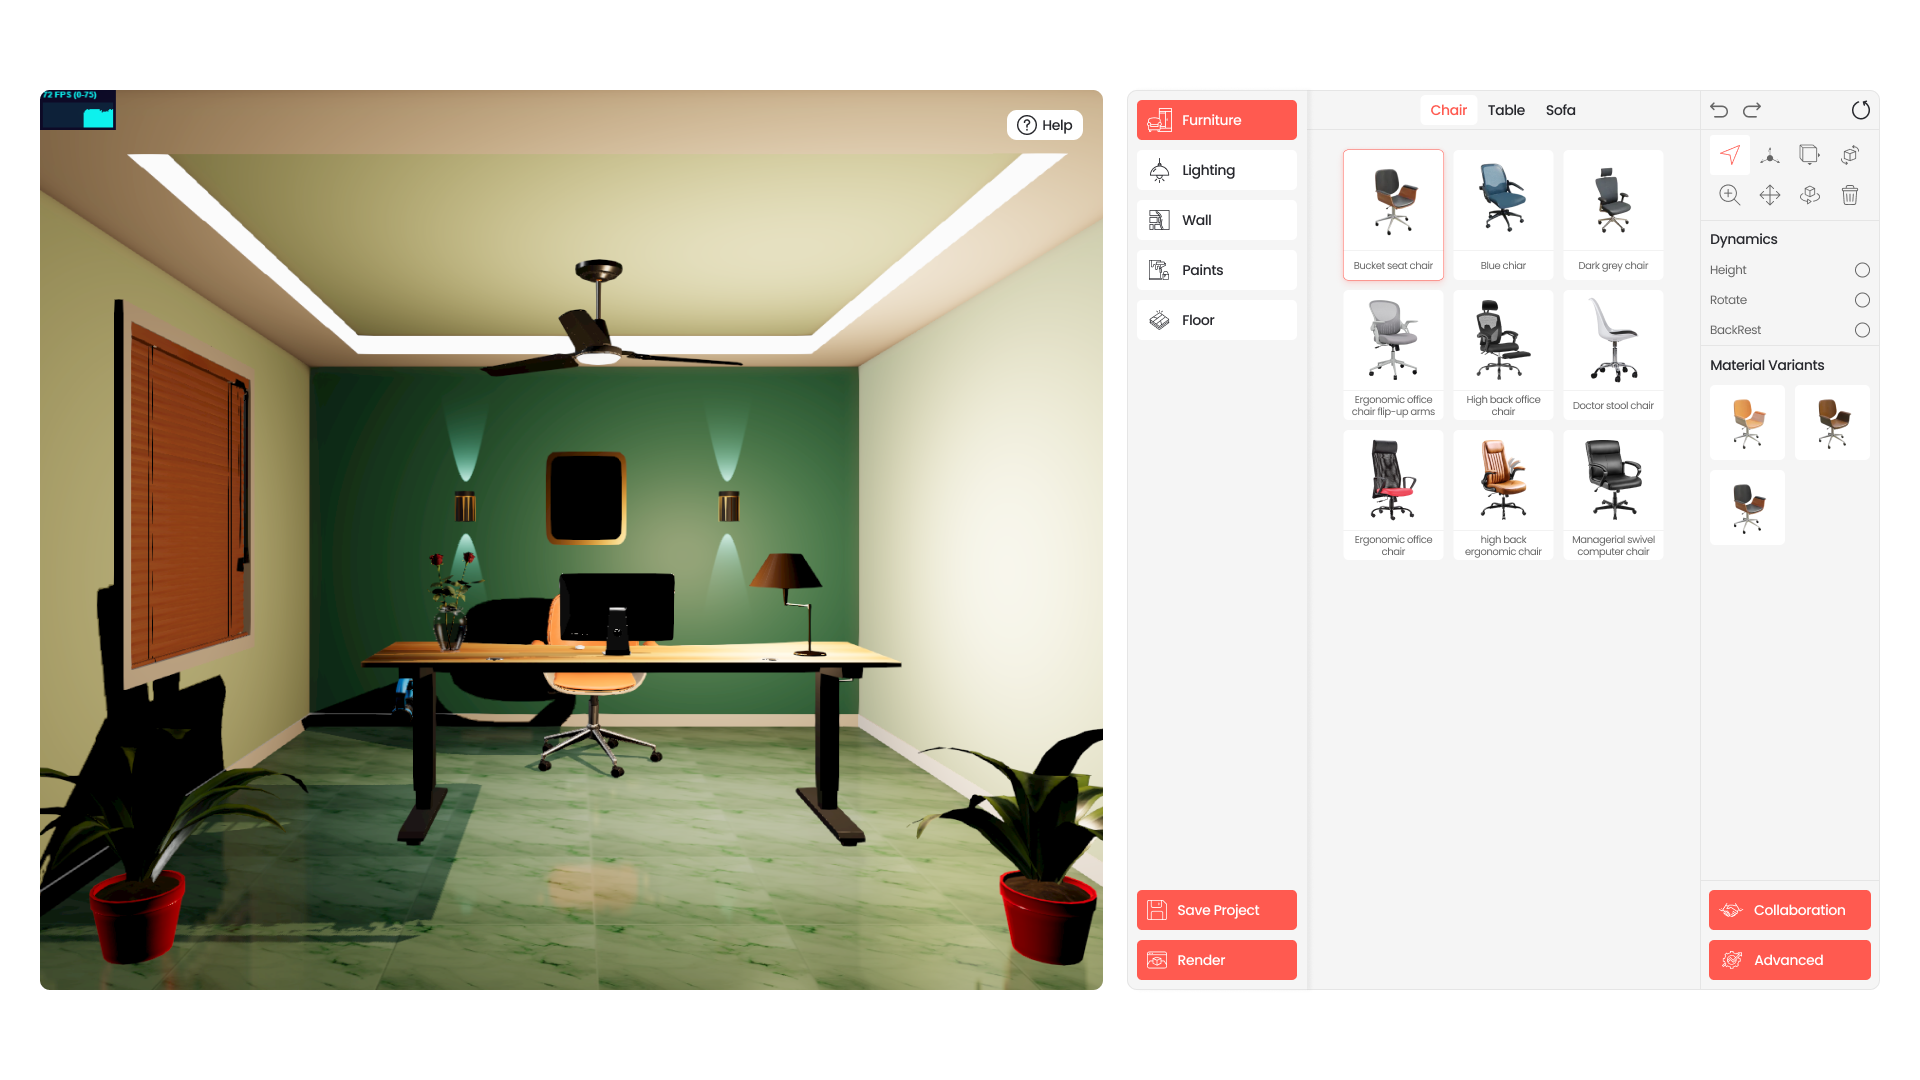 72 FPS (0-75)
Help
Furniture
Lighting
Wall
Paints
Floor
Save Project
Render
Chair Table Sofa
Bucket seat chair
Blue chiar
Dark grey chair
Ergonomic office
chair flip-up arms
High back office
chair
Doctor stool chair
Ergonomic office
chair
high back
ergonomic chair
Managerial swivel
computer chair
Dynamics
Height
Rotate
BackRest
Material Variants
Collaboration
Advanced